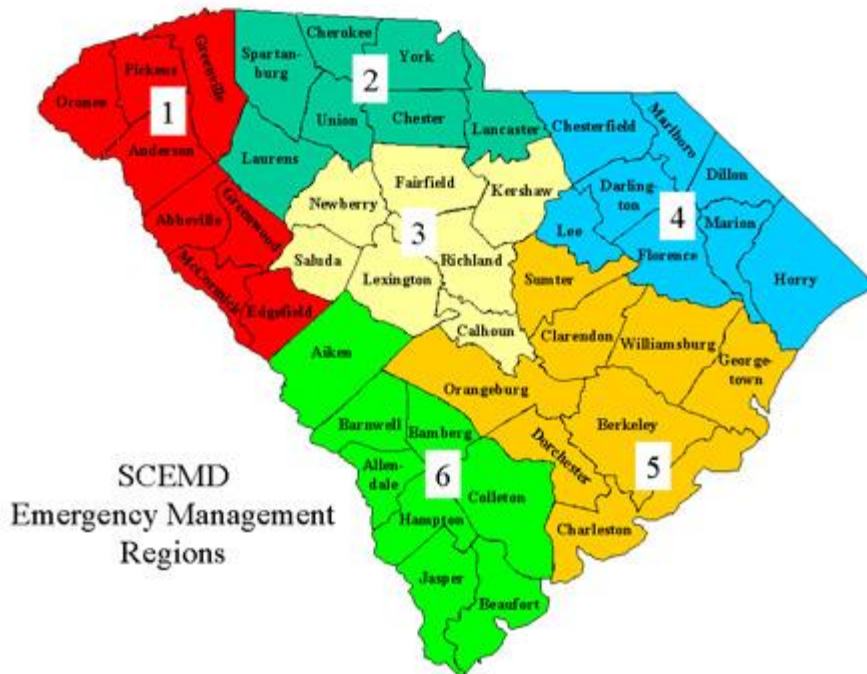 Cherokee
Greenville
Spartan-
burg
York
Pickens
2
Oconee
1
Union
Chester
Lancaster
Chesterfield
Marlboro
Anderson
Laurens
Dillon
Fairfield
Kershaw
Darling-
ton
Abbeville
Greenwood
Newberry
4
Marion
3
Lee
Saluda
Richland
Florence
McCormick
Lexington
Sumter
Horry
Edgefield
Calhoun
Clarendon
Williamsburg
Aiken
George-
town
Orangeburg
Barnwell
Bamberg
Berkeley
Dorchester
Allen-
dale
6
5
SCEMD
Emergency Management
Regions
Colleton
Hampton
Charleston
Jasper
Beaufort